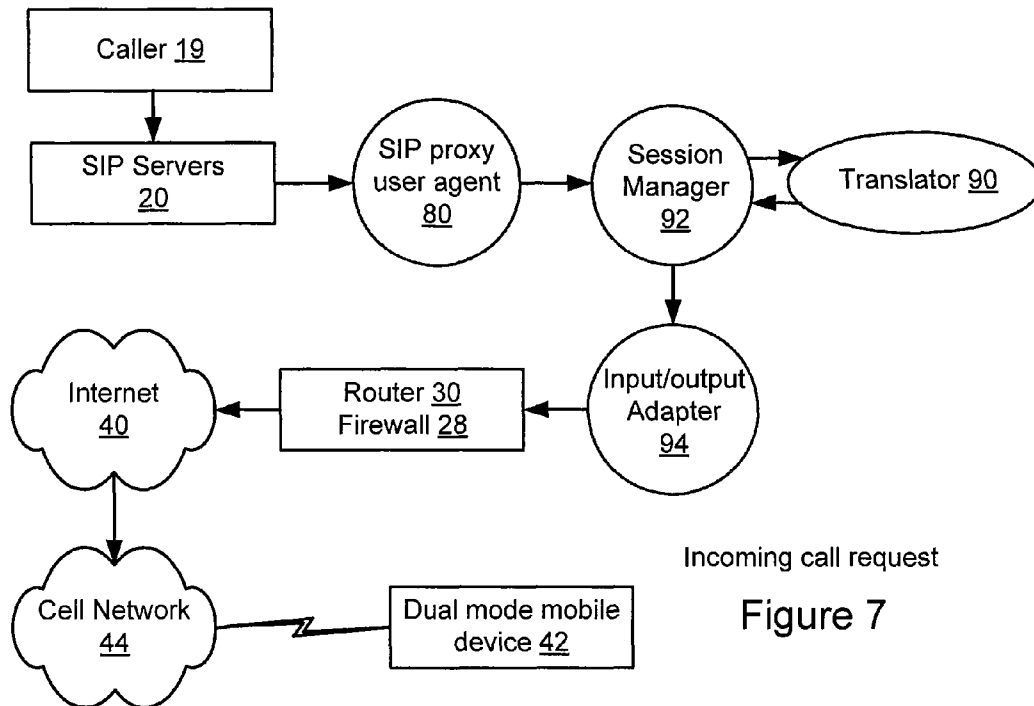 Caller 19
SIP Servers
20
SIP proxy
user agent
80
Session
Manager
92
Translator 90
Internet
40
Router 30
Firewall 28
Input/output
Adapter
94
Cell Network
44
Dual mode mobile
device 42
Incoming call request
Figure 7